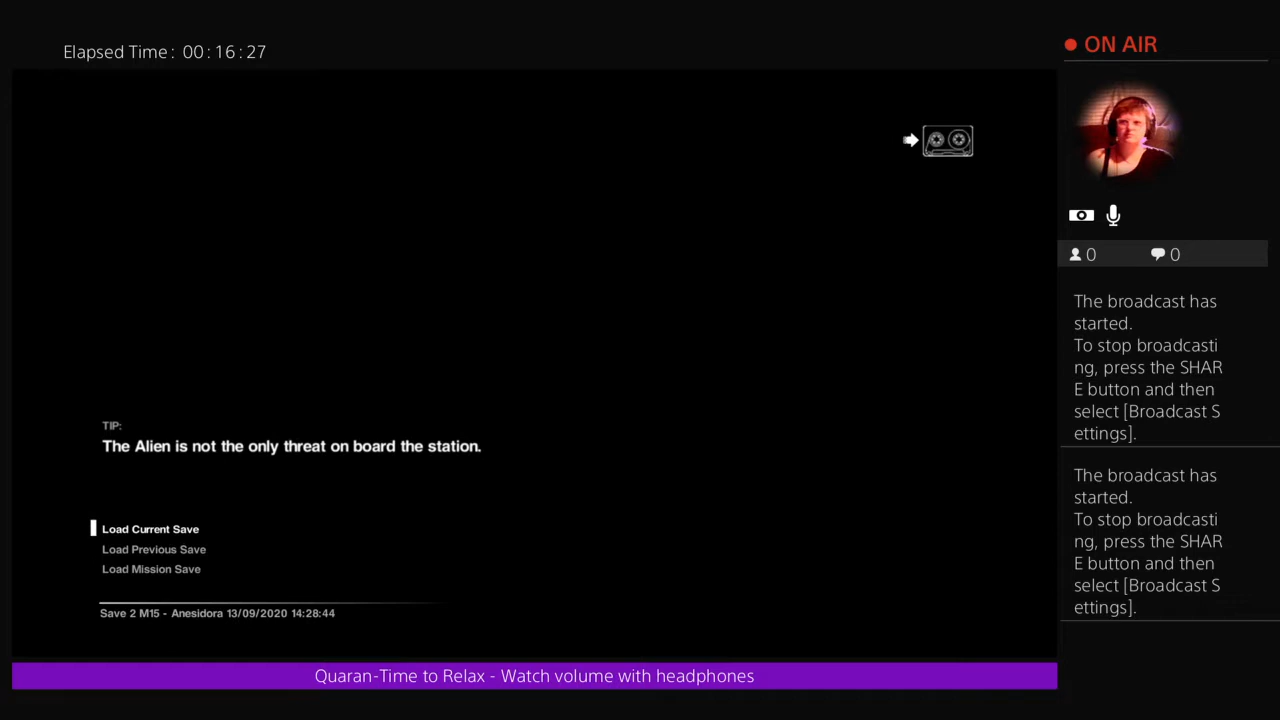 Elapsed Time: 00:16:27
ON AIR
0 0
The broadcast has
started.
To stop broadcasti
ng, press the SHAR
E button and then
select [Broadcast S
ettings].
The broadcast has
started.
To stop broadcasti
ng, press the SHAR
E button and then
select [Broadcast S
ettings].
TIP:
The Alien is not the only threat on board the station.
Load Current Save
Load Previous Save
Load Mission Save
Save 2 M15 - Anesidora 13/09/2020 14:28:44
Quaran-Time to Relax - Watch volume with headphones